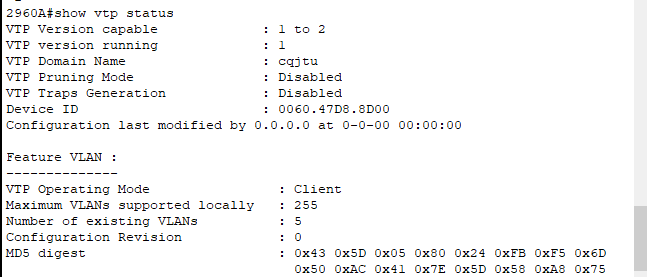 2960A#show vtp status
VTP Version capable             : 1 to 2
VTP version running             : 1
VTP Domain Name                 : cqjtu
VTP Pruning Mode                : Disabled
VTP Traps Generation            : Disabled
Device ID                       : 0060.47D8.8D00
Configuration last modified by 0.0.0.0 at 0-0-00 00:00:00
Feature VLAN :
--------------
VTP Operating Mode                : Client
Maximum VLANs supported locally   : 255
Number of existing VLANs          : 5
Configuration Revision            : 0
MD5 digest                        : 0x43 0x5D 0x05 0x80 0x24 0xFB 0xF5 0x6D
                                    0x50 0xAC 0x41 0x7E 0x5D 0x58 0xA8 0x75